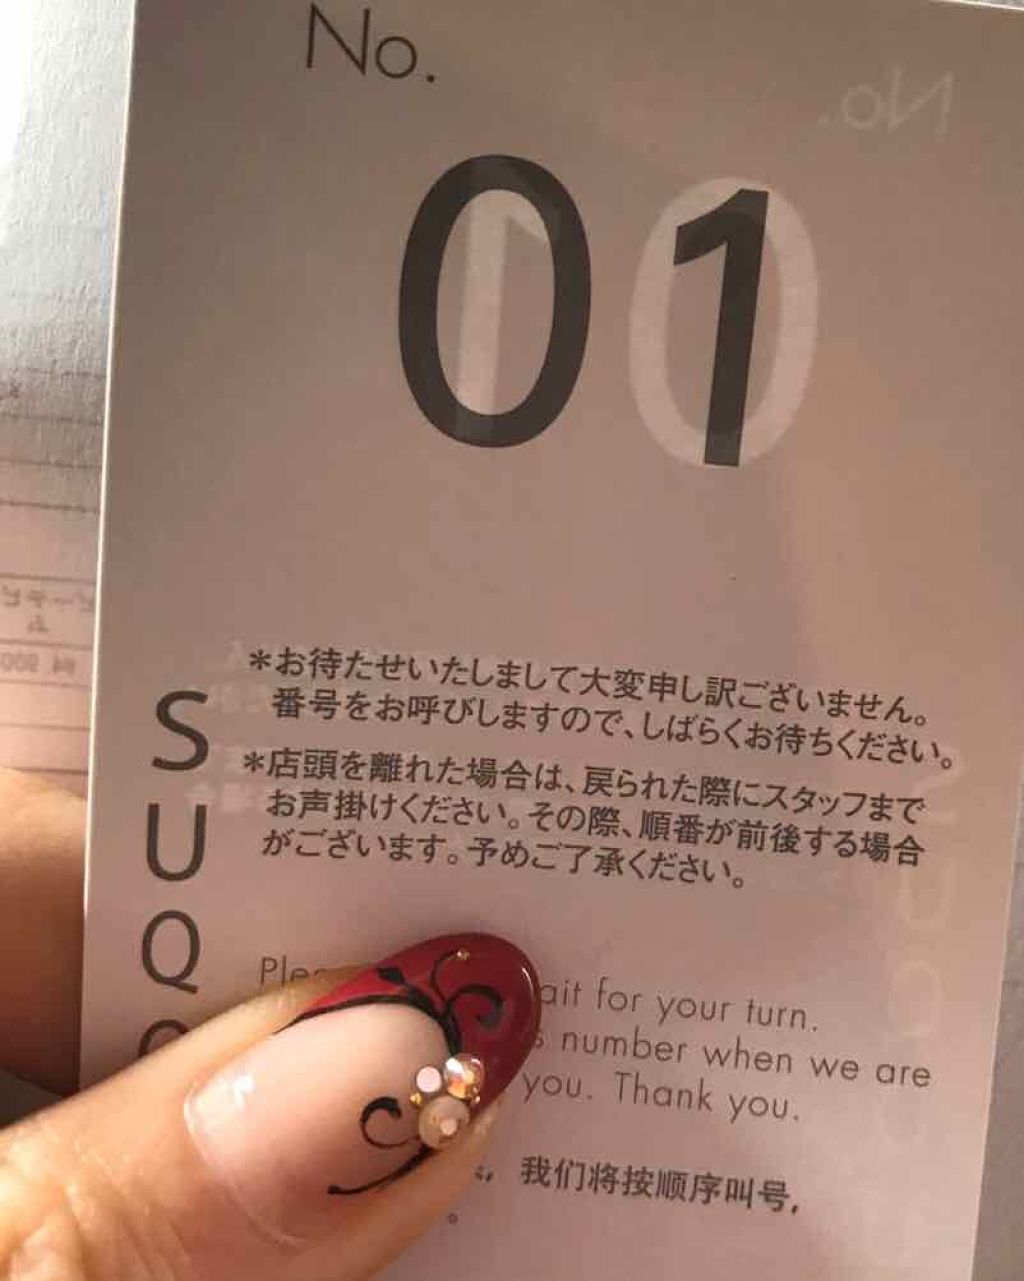 No.
01
*お待たせいたしまして大変申し訳ございません。
番号をお呼びしますので、しばらくお待ちください。
*店頭を離れた場合は、戻られた際にスタッフまで
お声掛けください。その際、順番が前後する場合
がございます。予めご了承ください。
S
U
Q
for your turn.
number when we are
you. Thank you.
我们将按顺序叫号，